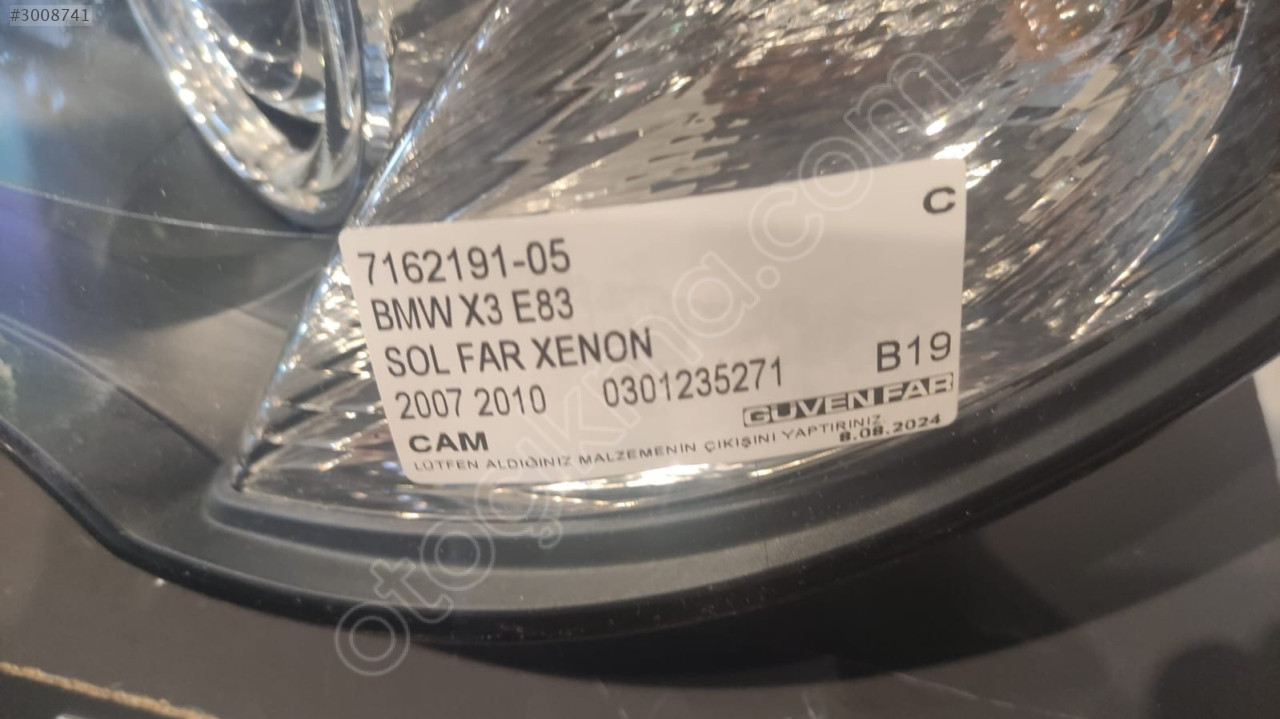 #3008741
C
7162191-05
BMW X3 E83
SOL FAR XENON
B19
2007 2010 0301235271
GUVEN FAR
CAM
LÜTFEN ALDIĞINIZ MALZEMENİN ÇIKIŞINI YAPTIRINIZ
8.08.2024
otoçıkma.com